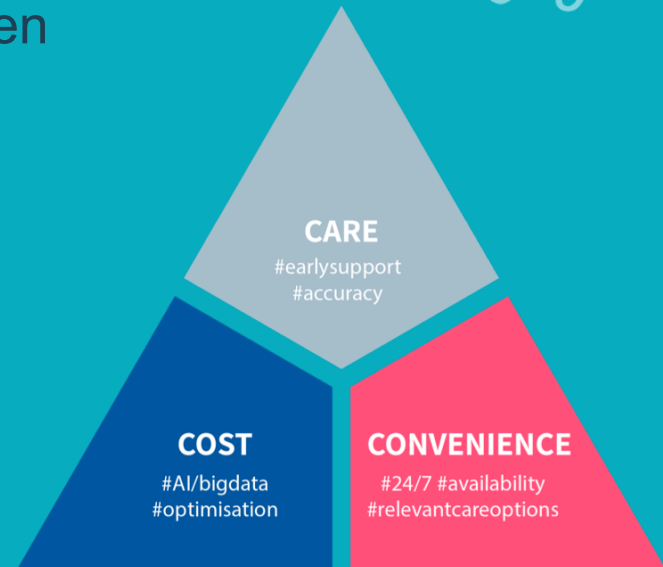 en
CARE
#earlysupport
#accuracy
COST
#AI/bigdata
#optimisation
CONVENIENCE
#24/7 #availability
#relevantcareoptions